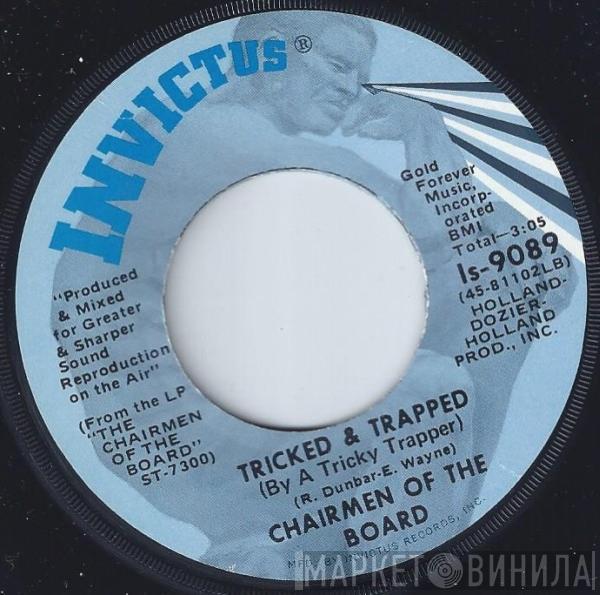 INVICTUS®
"Produced
& Mixed
for Greater
& Sharper
Sound
Reproduction
on the Air"
(From the LP
"THE
CHAIRMEN
OF THE
BOARD"
ST-7300)
Gold
Forever
Music,
Incorp-
orated
BMI
Total—3:05
Is-9089
(45-81102LB)
HOLLAND-
DOZIER-
HOLLAND
PROD., INC.
TRICKED & TRAPPED
(By A Tricky Trapper)
(R. Dunbar-E. Wayne)
CHAIRMEN OF THE
BOARD
MFD. BY INVICTUS RECORDS, INC.
МАРКЕТ ВИНИЛА